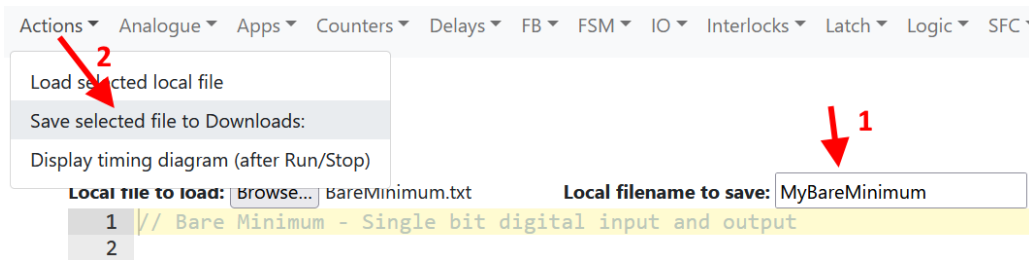 Actions Analogue Apps Counters Delays FB FSM IO Interlocks Latch Logic SFC
2
Load selected local file
Save selected file to Downloads:
1
Display timing diagram (after Run/Stop)
Local file to load: Browse... BareMinimum.txt Local filename to save: MyBareMinimum
1 // Bare Minimum - Single bit digital input and output
2